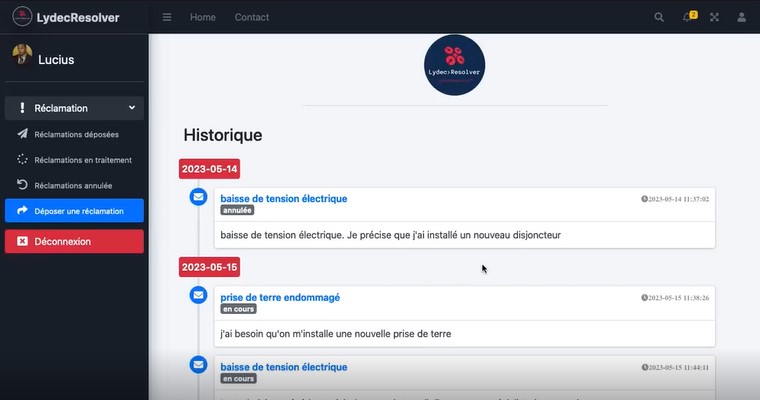 LydecResolver
Home
Contact
2
Lucius
Réclamation
Réclamations déposées
Réclamations en traitement
Réclamations annulée
Déposer une réclamation
Déconnexion
Lydec›Resolver
Historique
2023-05-14
baisse de tension électrique
2023-05-14 11:37:02
annulée
baisse de tension électrique. Je précise que j'ai installé un nouveau disjoncteur
2023-05-15
prise de terre endommagé
2023-05-15 11:38:26
en cours
j'ai besoin qu'on m'installe une nouvelle prise de terre
baisse de tension électrique
2023-05-15 11:44:11
en cours